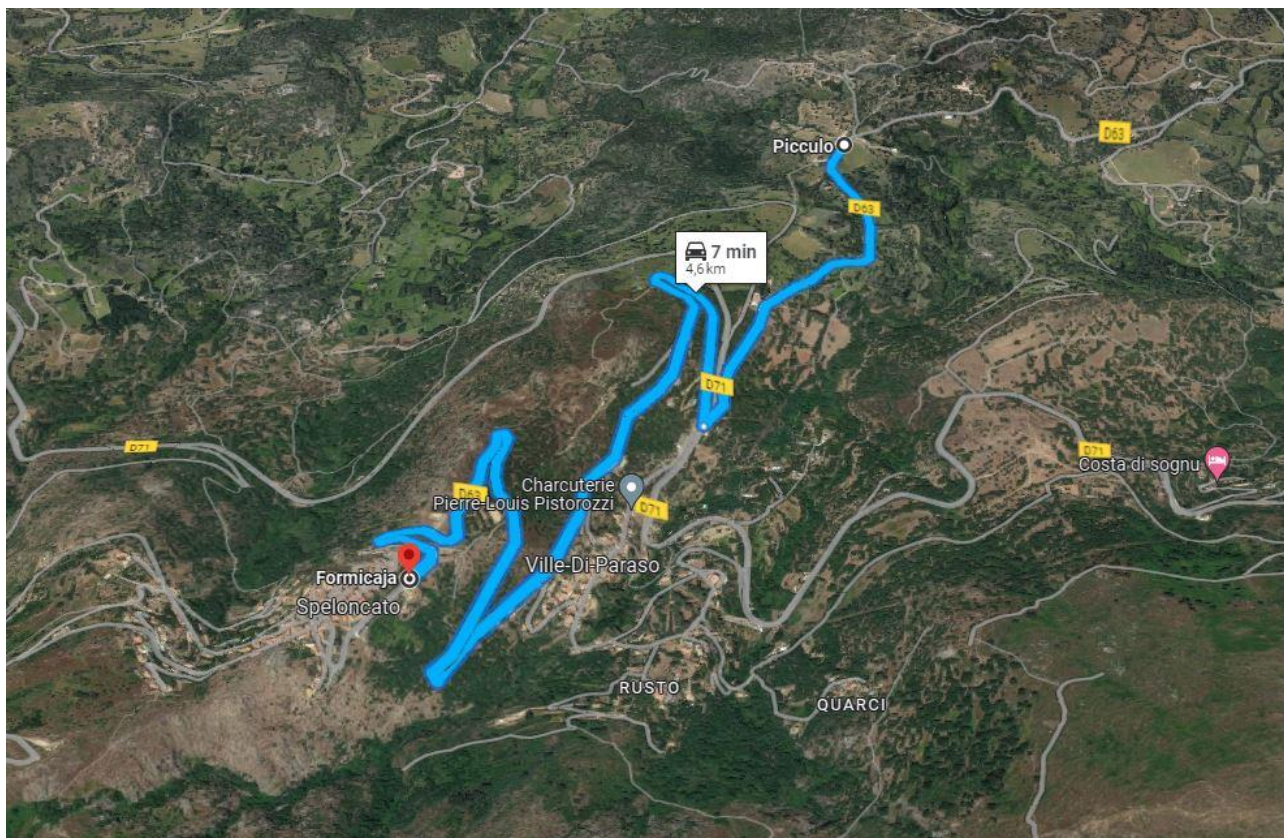 D63
Picculo
D63
7 min
4,6 km
D71
D71
D71
Costa di sognu
Charcuterie
Pierre-Louis Pistorozzi
D63
D71
Ville-Di-Paraso
Formicaja
Speloncato
RUSTO
QUARCI